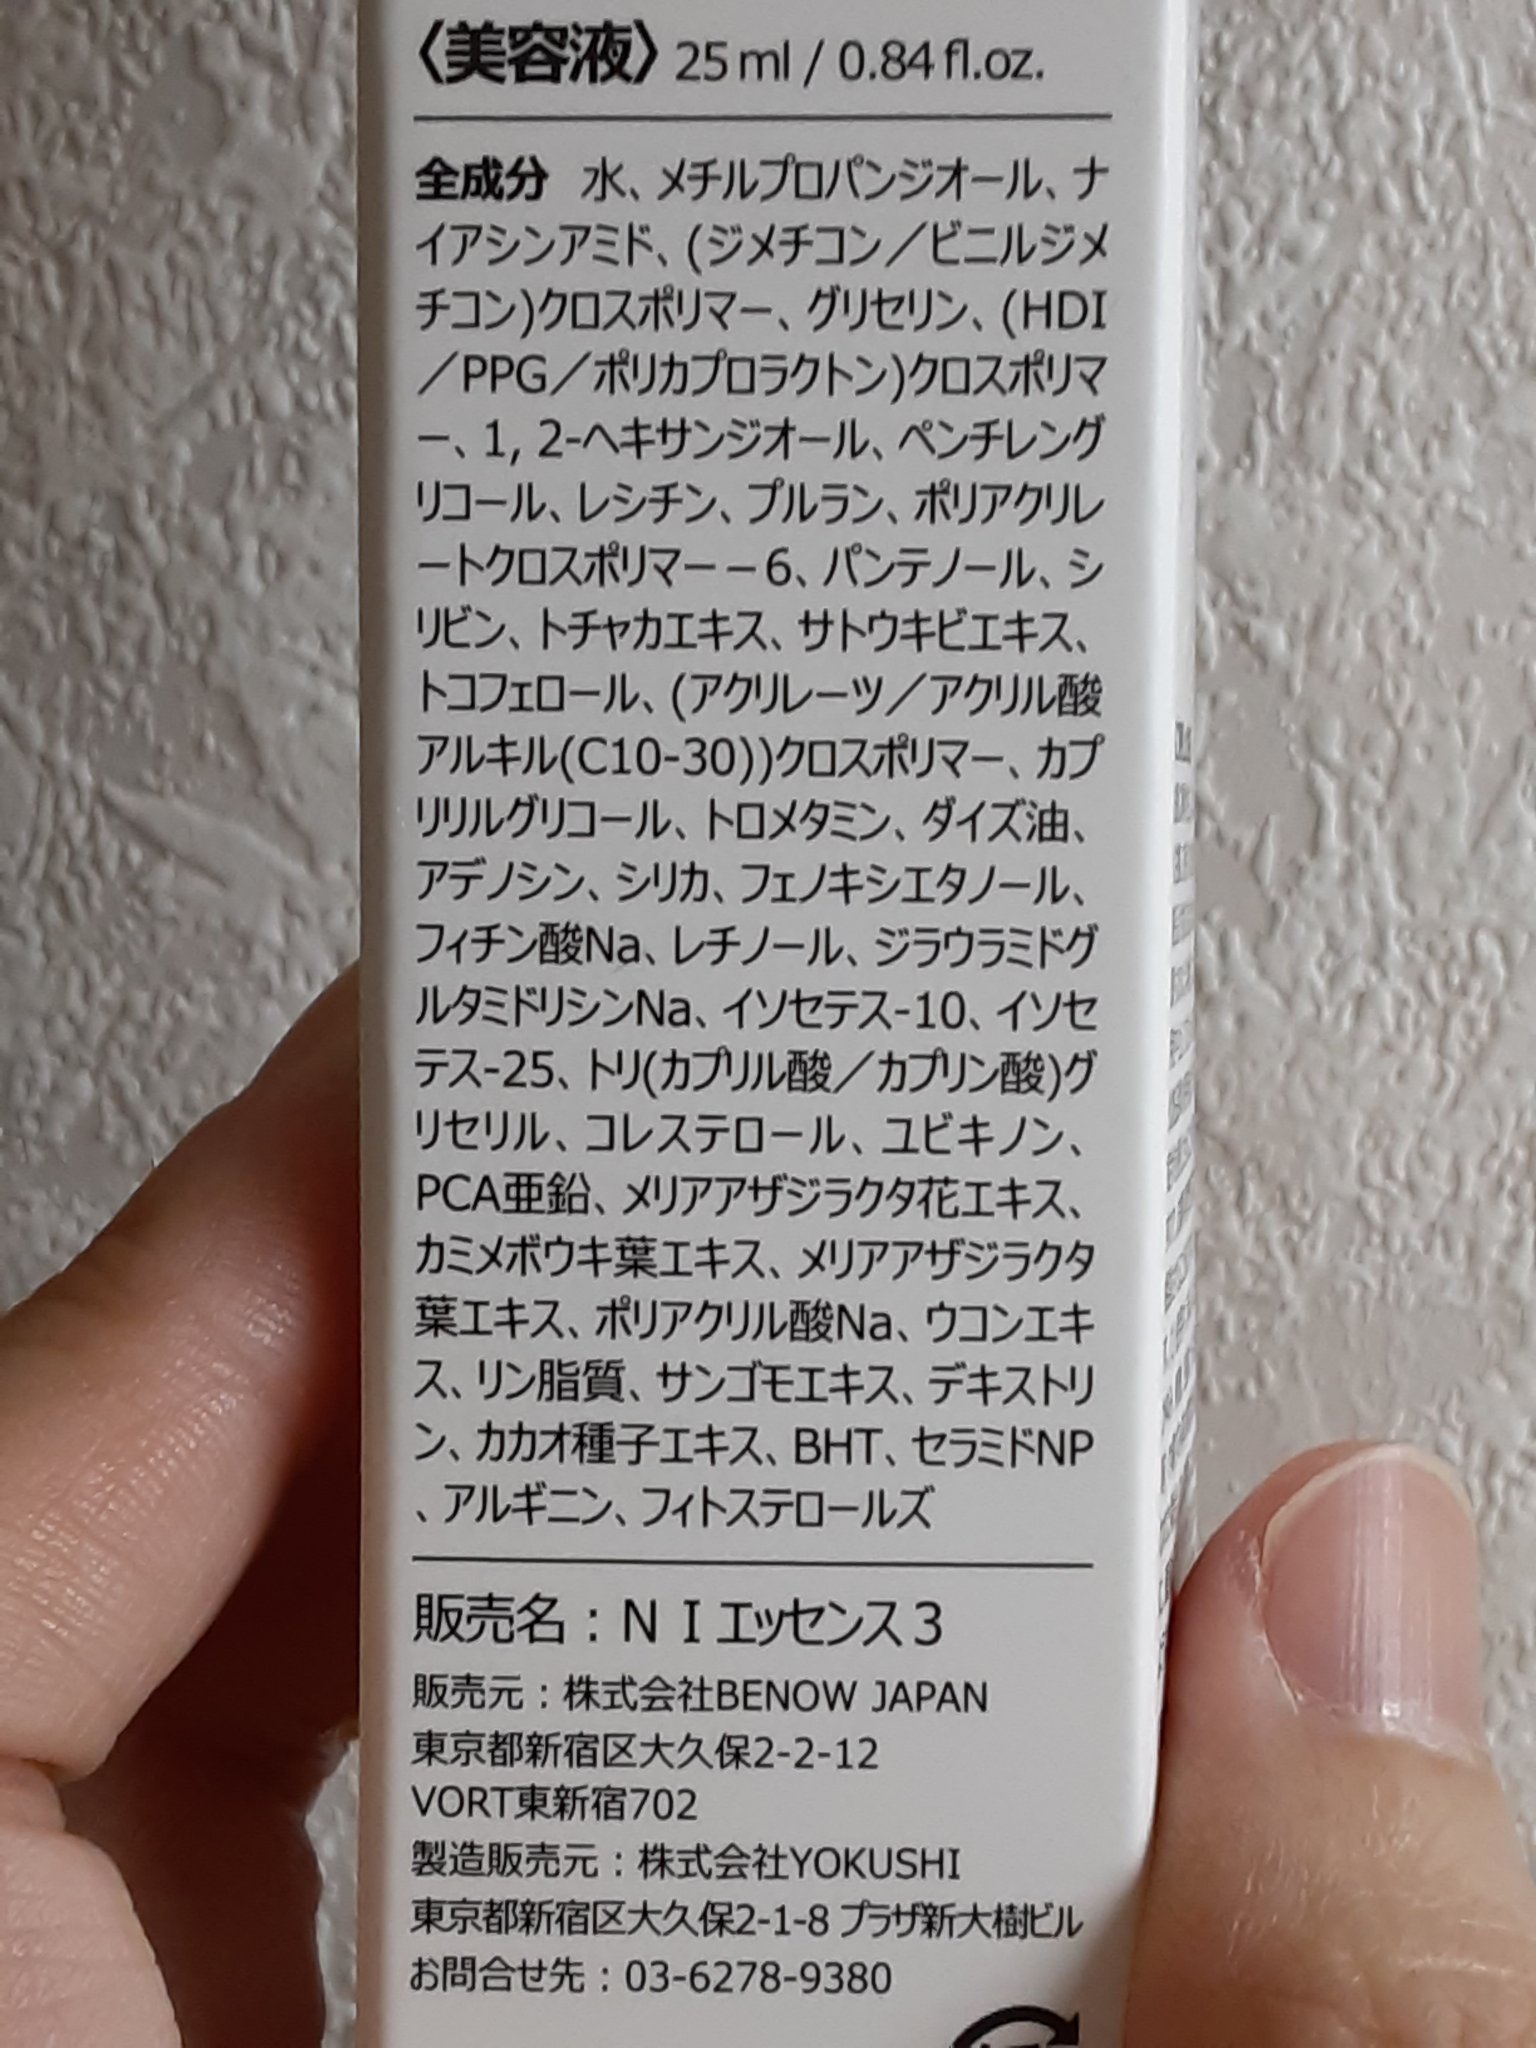 〈美容液〉25ml / 0.84fl.oz.
全成分 水、メチルプロパンジオール、ナ
イアシンアミド、(ジメチコン／ビニルジメ
チコン)クロスポリマー、グリセリン、(HDI
／PPG／ポリカプロラクトン)クロスポリマ
ー、1, 2-ヘキサンジオール、ペンチレング
リコール、レシチン、プルラン、ポリアクリレ
ートクロスポリマー－6、パンテノール、シ
リビン、トチャカエキス、サトウキビエキス、
トコフェロール、(アクリレーツ／アクリル酸
アルキル(C10-30))クロスポリマー、カプ
リリルグリコール、トロメタミン、ダイズ油、
アデノシン、シリカ、フェノキシエタノール、
フィチン酸Na、レチノール、ジラウラミドグ
ルタミドリシンNa、イソセテス-10、イソセ
テス-25、トリ(カプリル酸／カプリン酸)グ
リセリル、コレステロール、ユビキノン、
PCA亜鉛、メリアアザジラクタ花エキス、
カミメボウキ葉エキス、メリアアザジラクタ
葉エキス、ポリアクリル酸Na、ウコンエキ
ス、リン脂質、サンゴモエキス、デキストリ
ン、カカオ種子エキス、BHT、セラミドNP
、アルギニン、フィトステロールズ
販売名：ＮＩエッセンス3
販売元：株式会社BENOW JAPAN
東京都新宿区大久保2-2-12
VORT東新宿702
製造販売元：株式会社YOKUSHI
東京都新宿区大久保2-1-8 プラザ新大樹ビル
お問合せ先：03-6278-9380